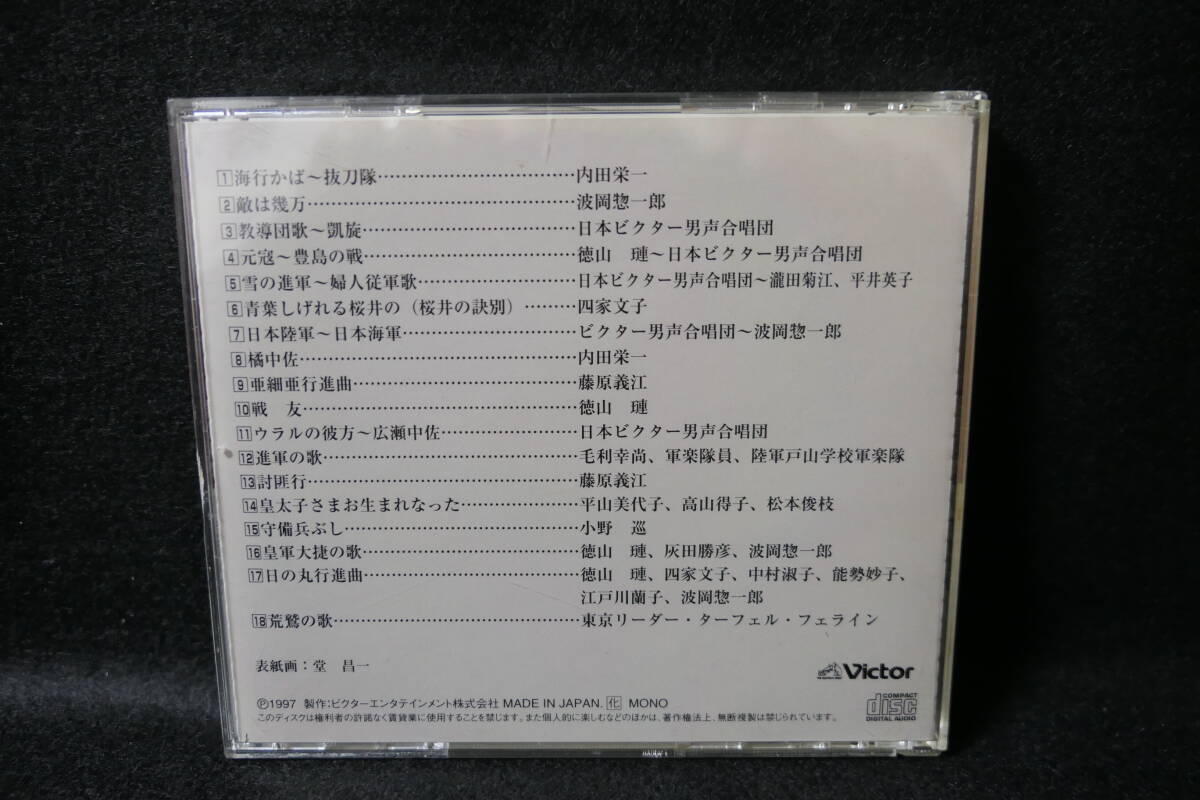 1 海行かば～抜刀隊……………………………内田栄一
2 敵は幾万……………………………………波岡惣一郎
3 教導団歌～凱旋……………………………日本ビクター男声合唱団
4 元寇～豊島の戦……………………………徳山 璉～日本ビクター男声合唱団
5 雪の進軍～婦人従軍歌……………………日本ビクター男声合唱団～瀧田菊江、平井英子
6 青葉しげれる桜井の（桜井の訣別）………四家文子
7 日本陸軍～日本海軍………………………ビクター男声合唱団～波岡惣一郎
8 橘中佐………………………………………内田栄一
9 亜細亜行進曲………………………………藤原義江
10 戦 友………………………………………徳山 璉
11 ウラルの彼方～広瀬中佐…………………日本ビクター男声合唱団
12 進軍の歌……………………………………毛利幸尚、軍楽隊員、陸軍戸山学校軍楽隊
13 討匪行………………………………………藤原義江
14 皇太子さまお生まれなった………………平山美代子、高山得子、松本俊枝
15 守備兵ぶし…………………………………小野 巡
16 皇軍大捷の歌………………………………徳山 璉、灰田勝彦、波岡惣一郎
17 日の丸行進曲………………………………徳山 璉、四家文子、中村淑子、能勢妙子、
江戸川蘭子、波岡惣一郎
18 荒鷲の歌……………………………………東京リーダー・ターフェル・フェライン
表紙画：堂 昌一
Victor
Ⓟ1997 製作：ビクターエンタテインメント株式会社 MADE IN JAPAN. 化 MONO
このディスクは権利者の許諾なく賃貸業に使用することを禁じます。また個人的に楽しむなどのほかは、著作権法上、無断複製は禁じられています。
COMPACT
disc
DIGITAL AUDIO